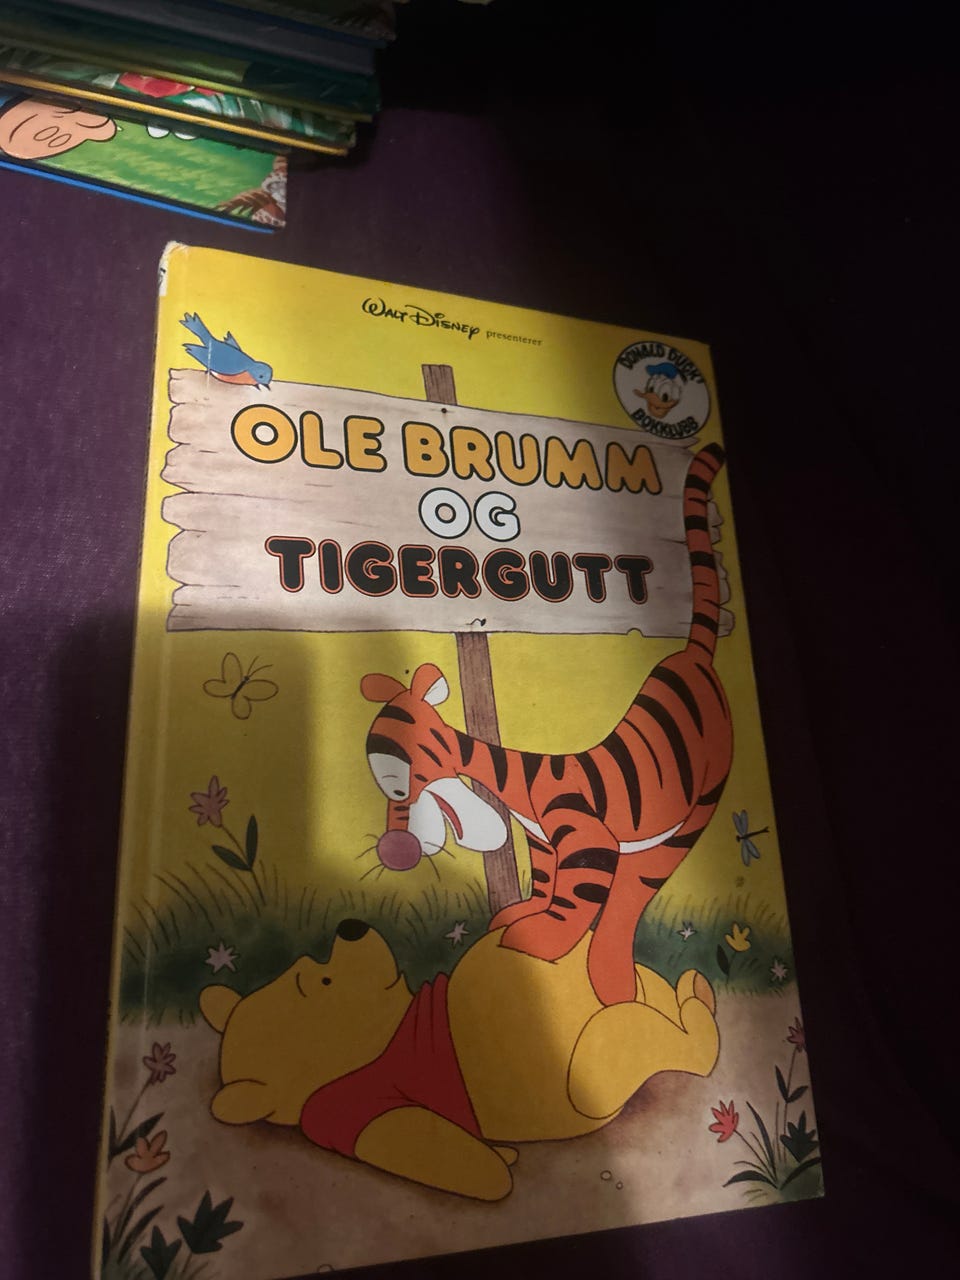 WALT DISNEY presenterer
DONALD DUCK'
BOKKLUBB
OLE BRUMM
OG
TIGERGUTT